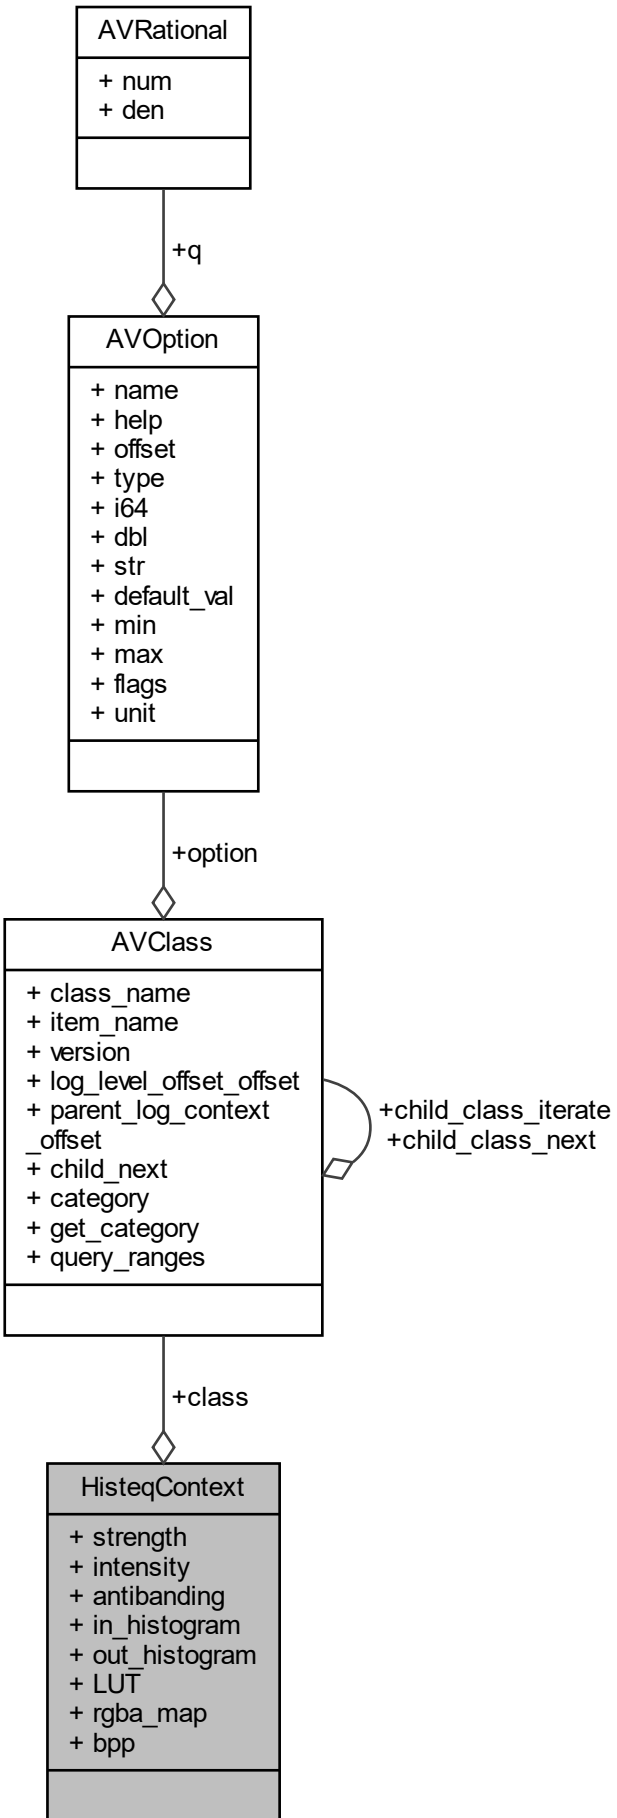 AVRational
+ num
+ den
+q
AVOption
+ name
+ help
+ offset
+ type
+ i64
+ dbl
+ str
+ default_val
+ min
+ max
+ flags
+ unit
+option
AVClass
+ class_name
+ item_name
+ version
+ log_level_offset_offset
+ parent_log_context
_offset
+ child_next
+ category
+ get_category
+ query_ranges
+child_class_iterate
+child_class_next
+class
HisteqContext
+ strength
+ intensity
+ antibanding
+ in_histogram
+ out_histogram
+ LUT
+ rgba_map
+ bpp